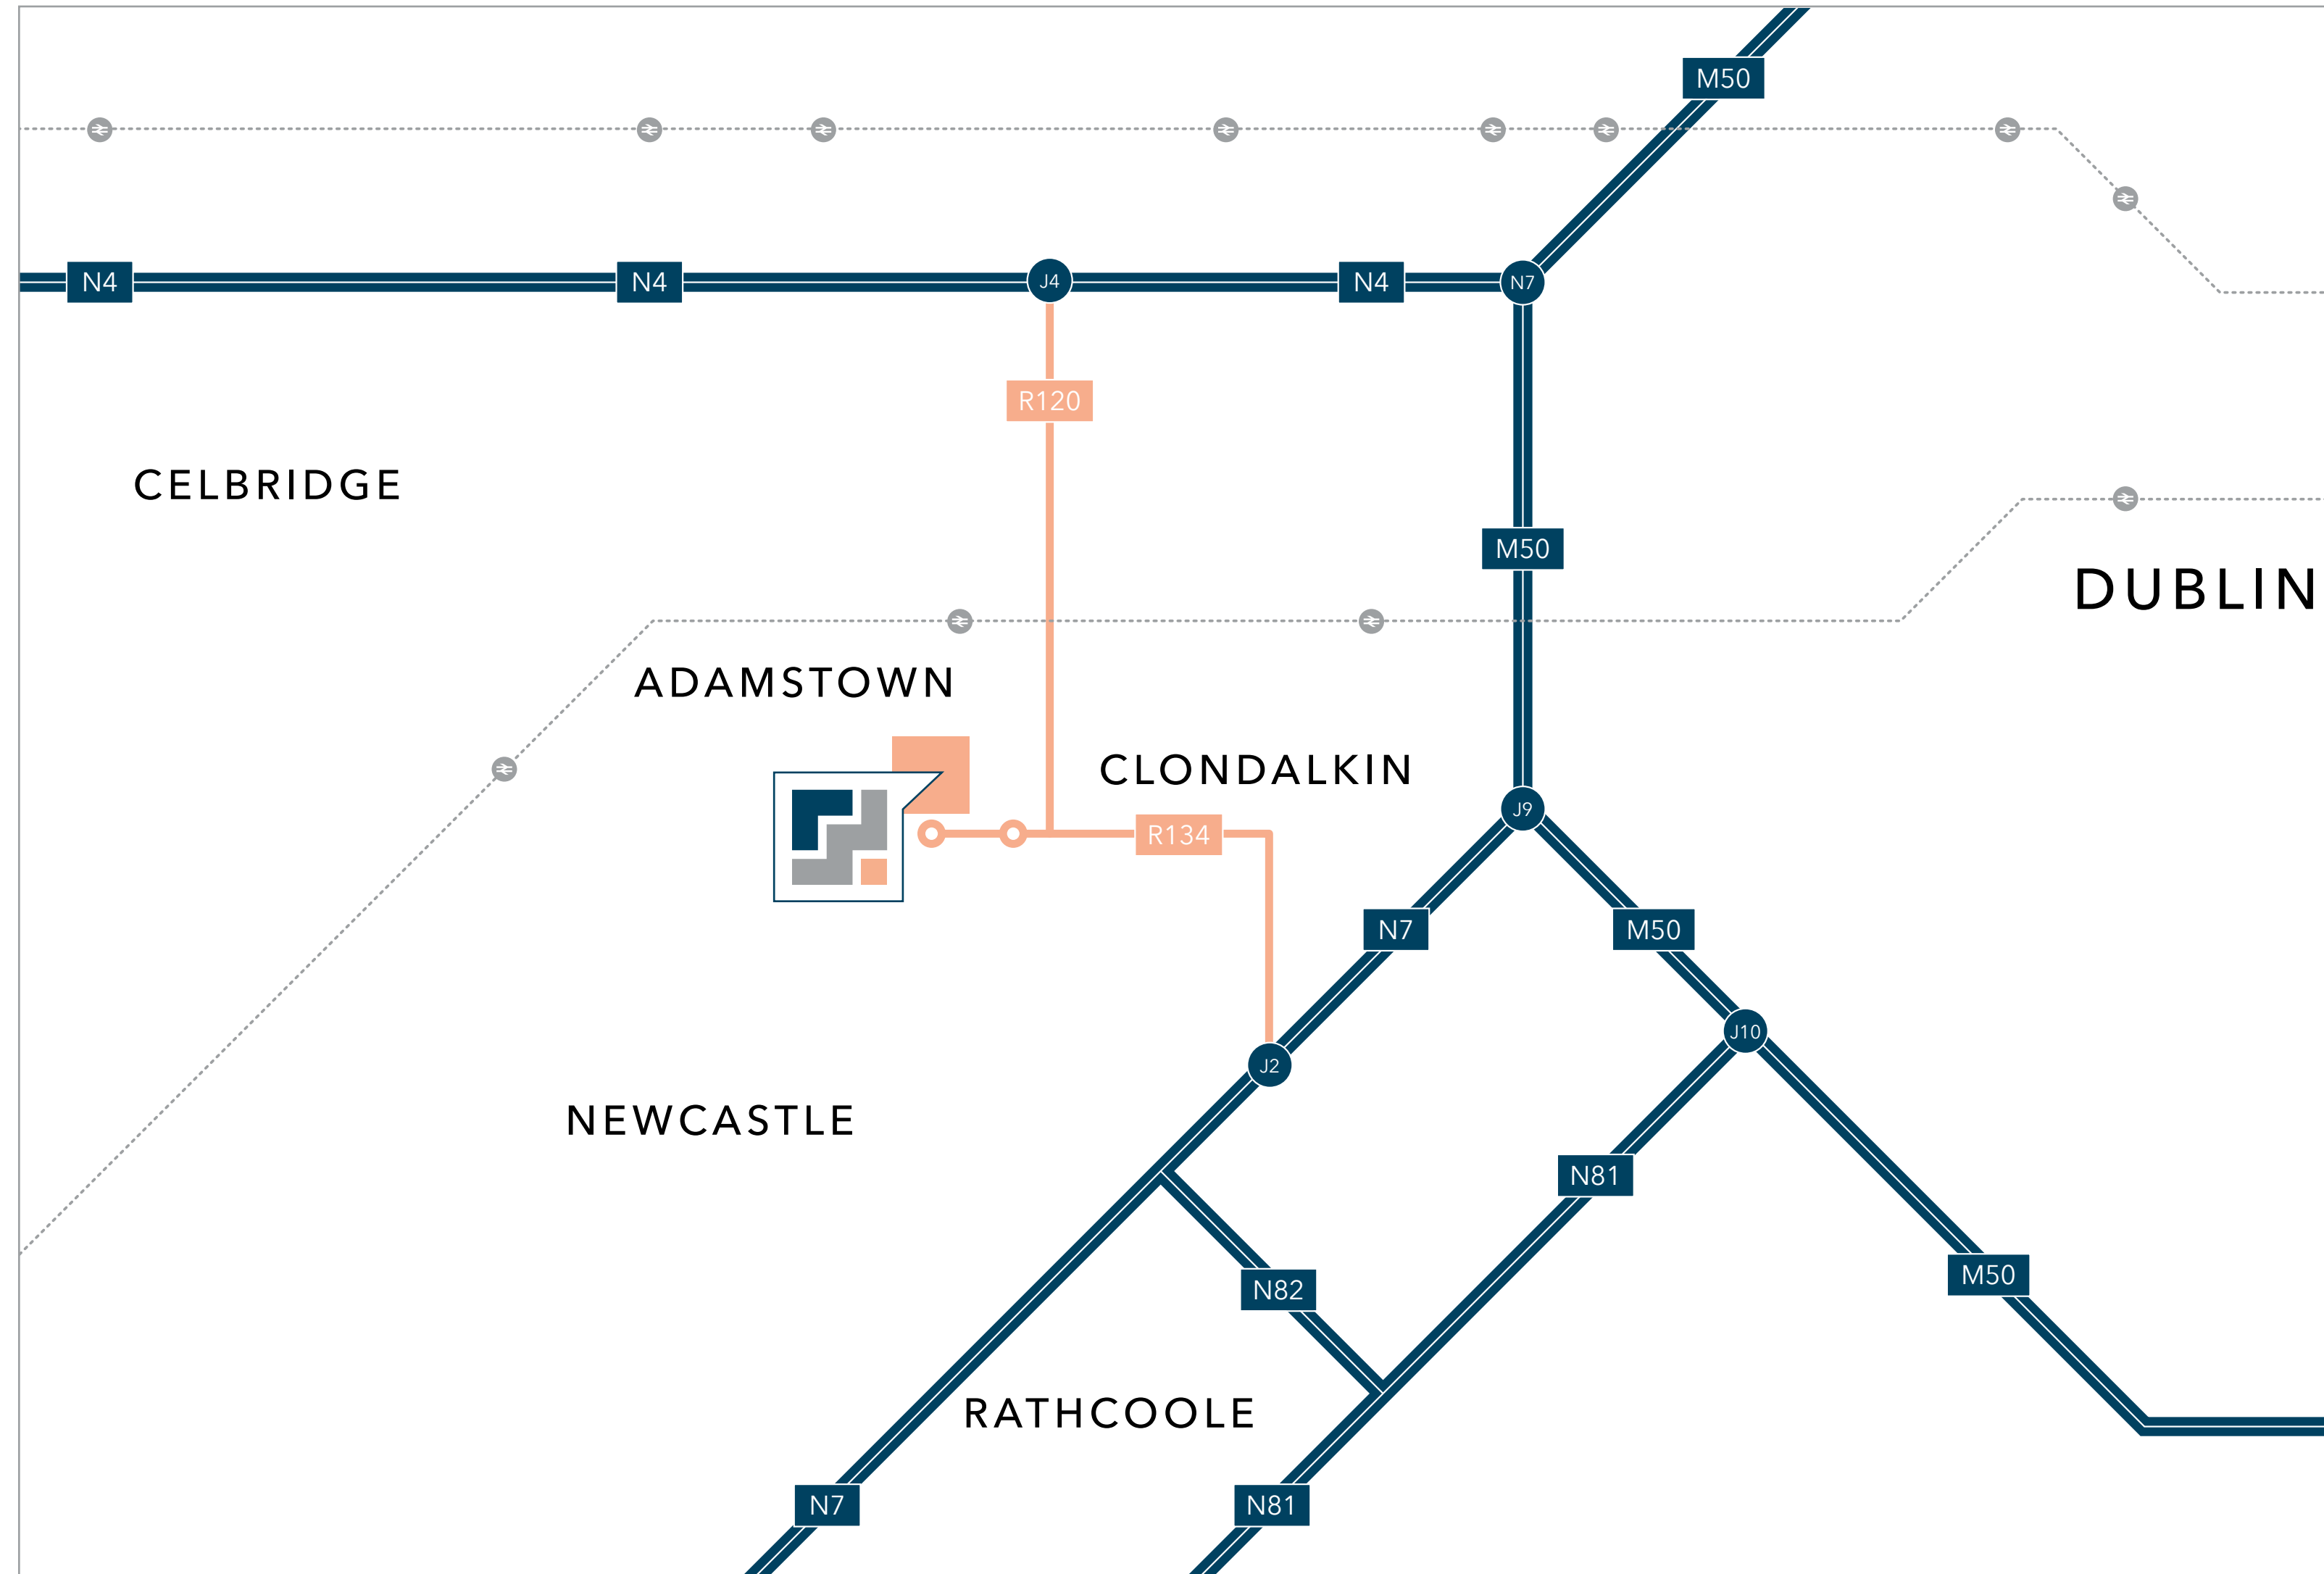 M50
N4
N4
J4
N4
N7
R120
CELBRIDGE
M50
DUBLIN
ADAMSTOWN
CLONDALKIN
J9
R134
N7
M50
J10
J2
NEWCASTLE
N81
M50
N82
RATHCOOLE
N7
N81